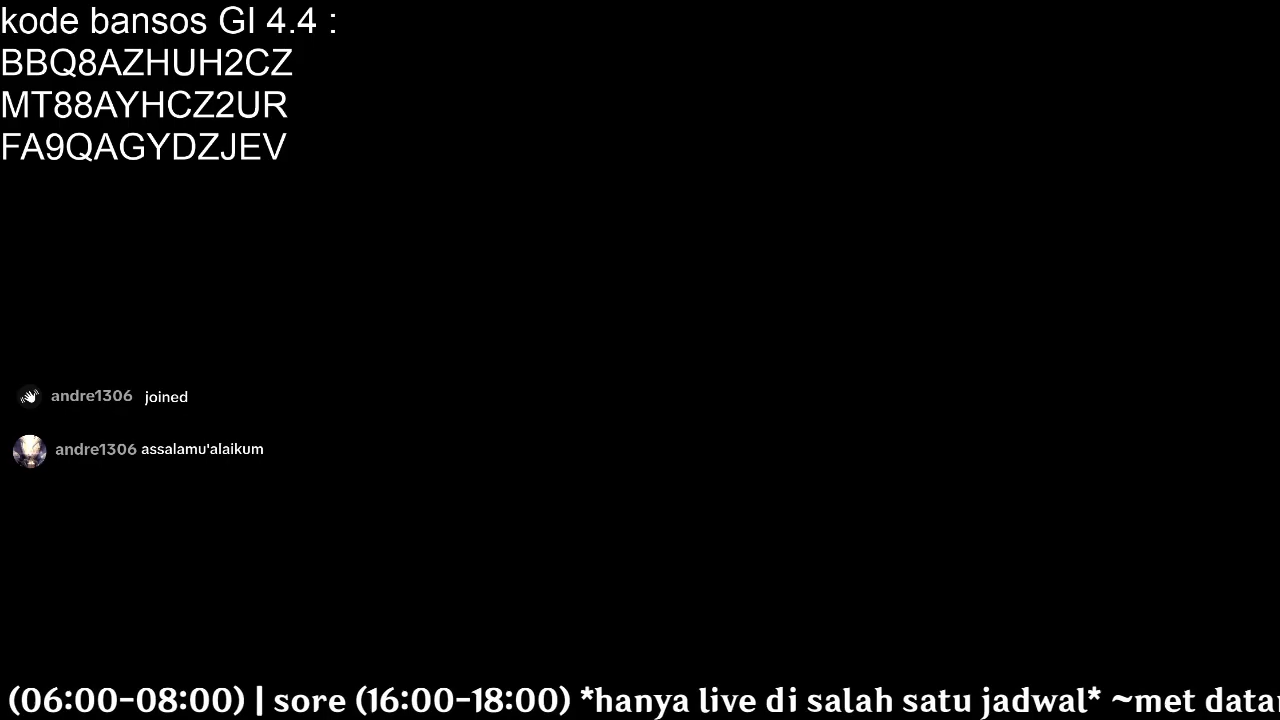 kode bansos GI 4.4 :
BBQ8AZHUH2CZ
MT88AYHCZ2UR
FA9QAGYDZJEV
andre1306 joined
andre1306 assalamu'alaikum
(06:00-08:00) | sore (16:00-18:00) *hanya live di salah satu jadwal* ~met